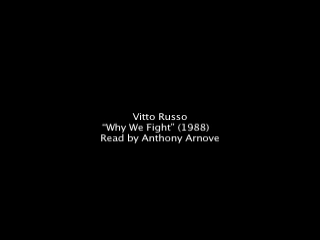 Vitto Russo
“Why We Fight” (1988)
Read by Anthony Arnove